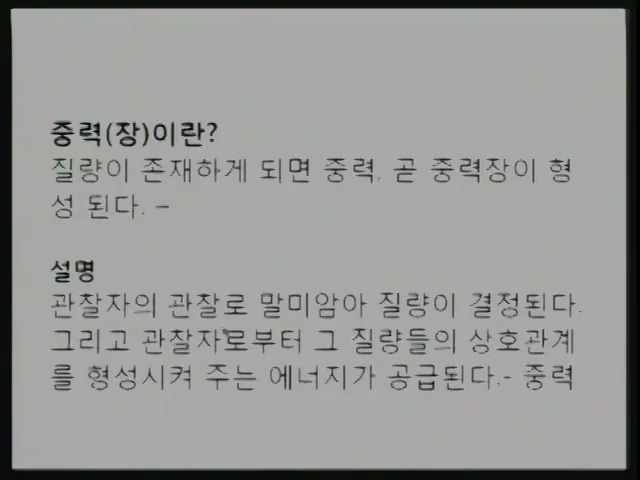 중력(장)이란?
질량이 존재하게 되면 중력, 곧 중력장이 형
성 된다. –
설명
관찰자의 관찰로 말미암아 질량이 결정된다.
그리고 관찰자로부터 그 질량들의 상호관계
를 형성시켜 주는 에너지가 공급된다.- 중력